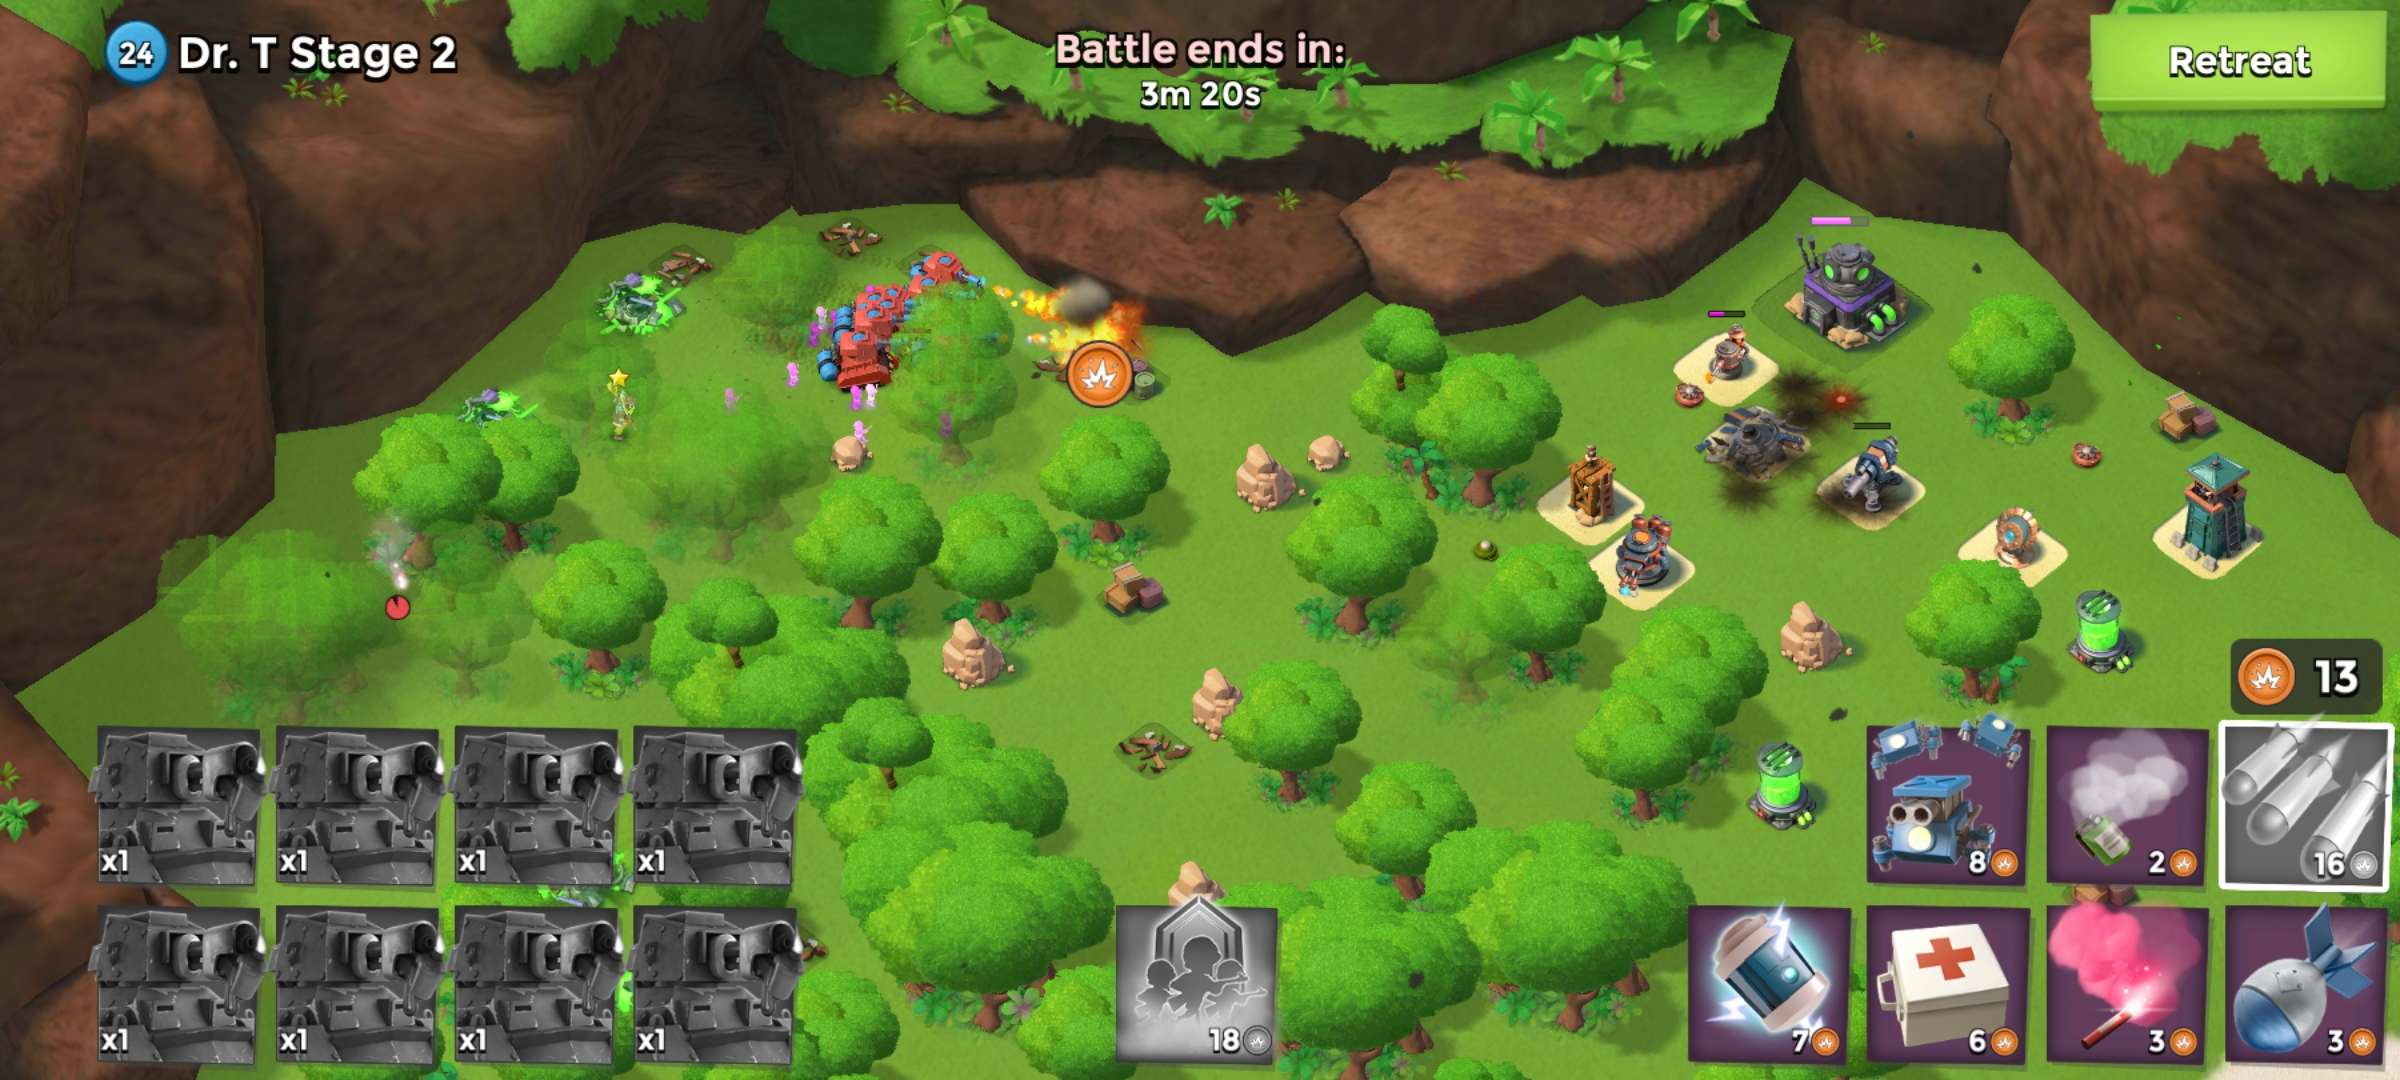 24 Dr. T Stage 2
Battle ends in:
3m 20s
Retreat
13
8
2
16
x1
x1
x1
x1
x1
x1
x1
x1
18
7
6
3
3